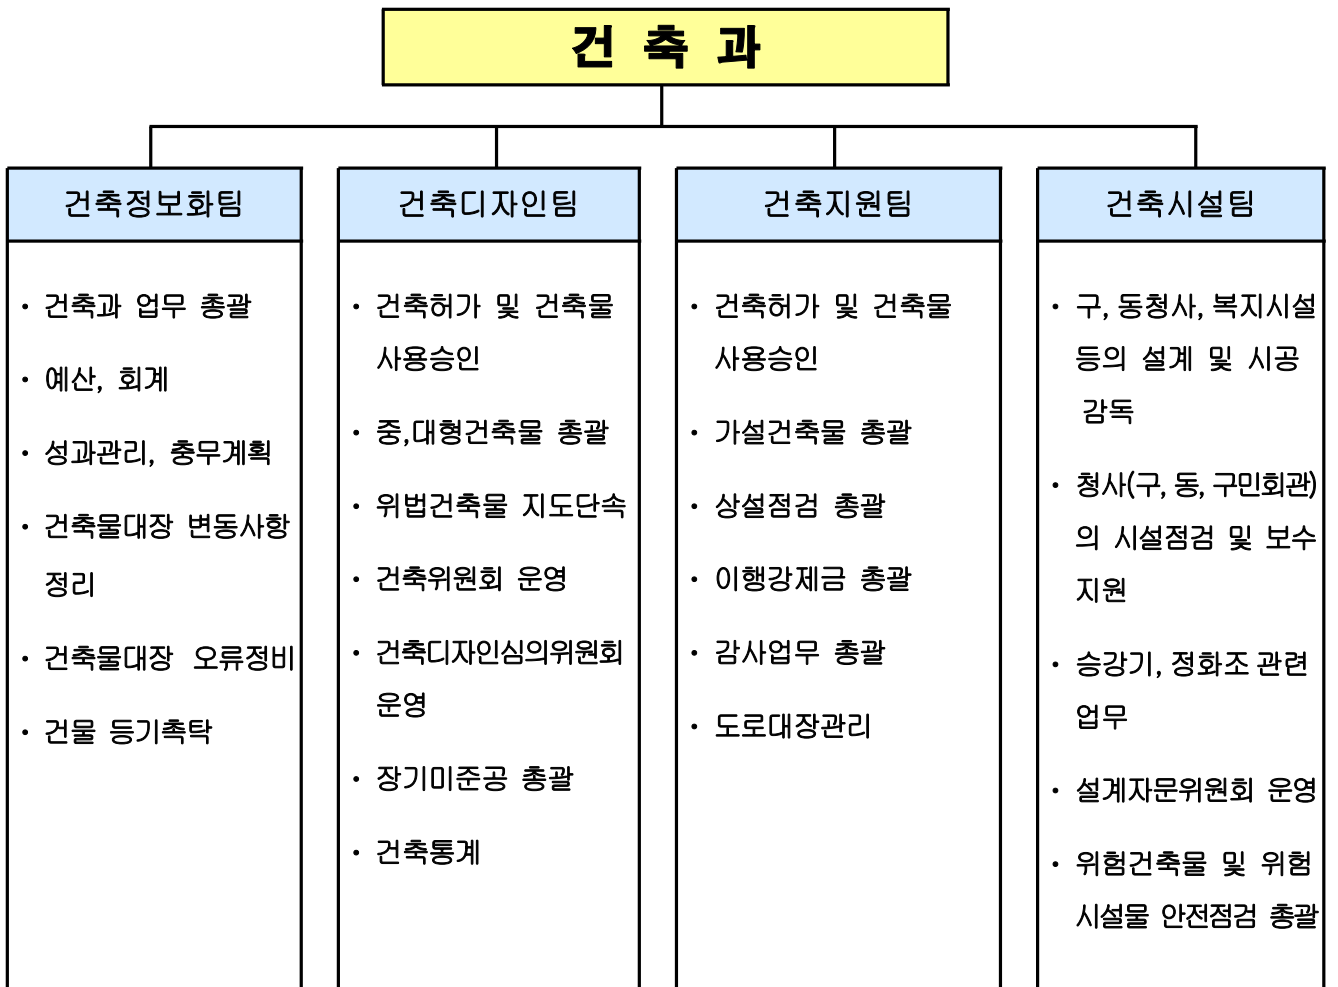 건 축 과
건축정보화팀
· 건축과 업무 총괄
· 예산, 회계
· 성과관리, 충무계획
· 건축물대장 변동사항
정리
· 건축물대장 오류정비
· 건물 등기촉탁
건축디자인팀
· 건축허가 및 건축물
사용승인
· 중,대형건축물 총괄
· 위법건축물 지도단속
· 건축위원회 운영
· 건축디자인심의위원회
운영
· 장기미준공 총괄
· 건축통계
건축지원팀
· 건축허가 및 건축물
사용승인
· 가설건축물 총괄
· 상설점검 총괄
· 이행강제금 총괄
· 감사업무 총괄
· 도로대장관리
건축시설팀
· 구, 동청사, 복지시설
등의 설계 및 시공
감독
· 청사(구, 동, 구민회관)
의 시설점검 및 보수
지원
· 승강기, 정화조 관련
업무
· 설계자문위원회 운영
· 위험건축물 및 위험
시설물 안전점검 총괄